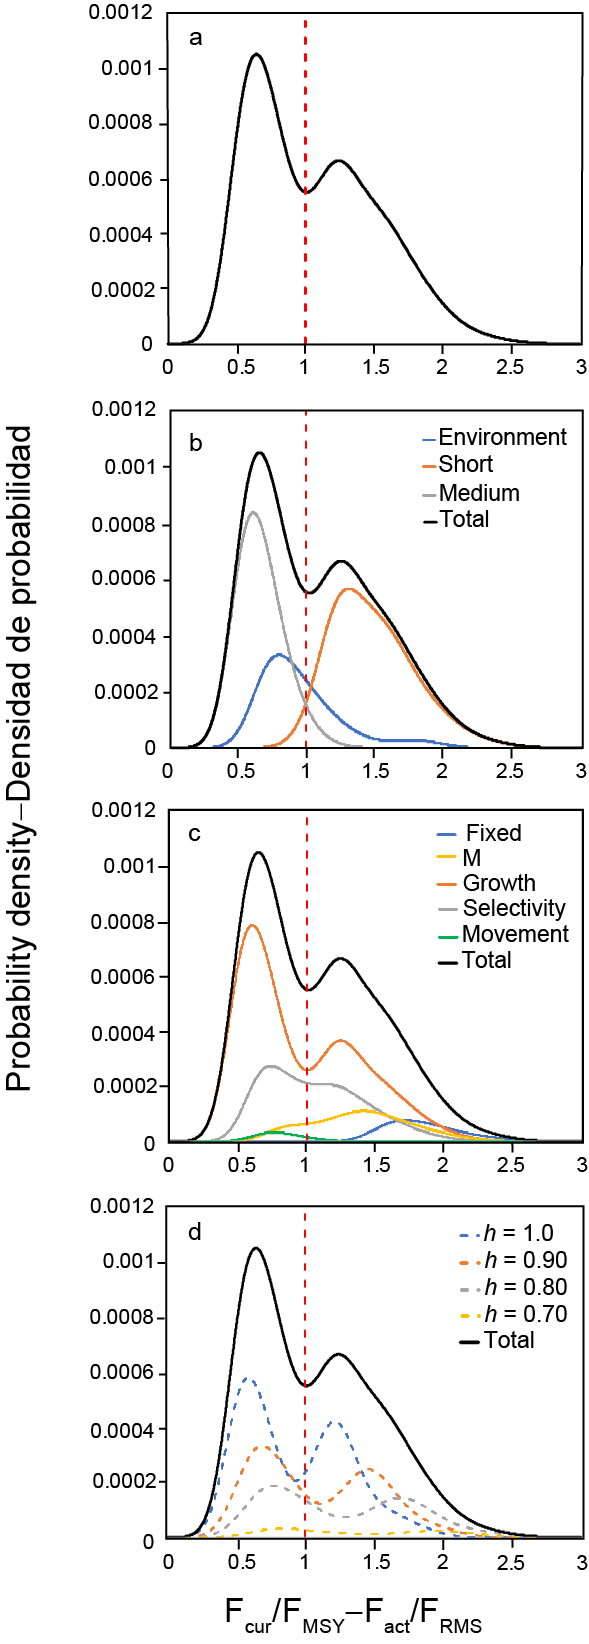 Probability density–Densidad de probabilidad
0.0012
0.001
0.0008
0.0006
0.0004
0.0002
0
a
0 0.5 1 1.5 2 2.5 3
0.0012
0.001
0.0008
0.0006
0.0004
0.0002
0
b
Environment
Short
Medium
Total
0 0.5 1 1.5 2 2.5 3
0.0012
0.001
0.0008
0.0006
0.0004
0.0002
0
c
Fixed
M
Growth
Selectivity
Movement
Total
0 0.5 1 1.5 2 2.5 3
0.0012
0.001
0.0008
0.0006
0.0004
0.0002
0
d
h = 1.0
h = 0.90
h = 0.80
h = 0.70
Total
0 0.5 1 1.5 2 2.5 3
Fcur/FMSY–Fact/FRMS